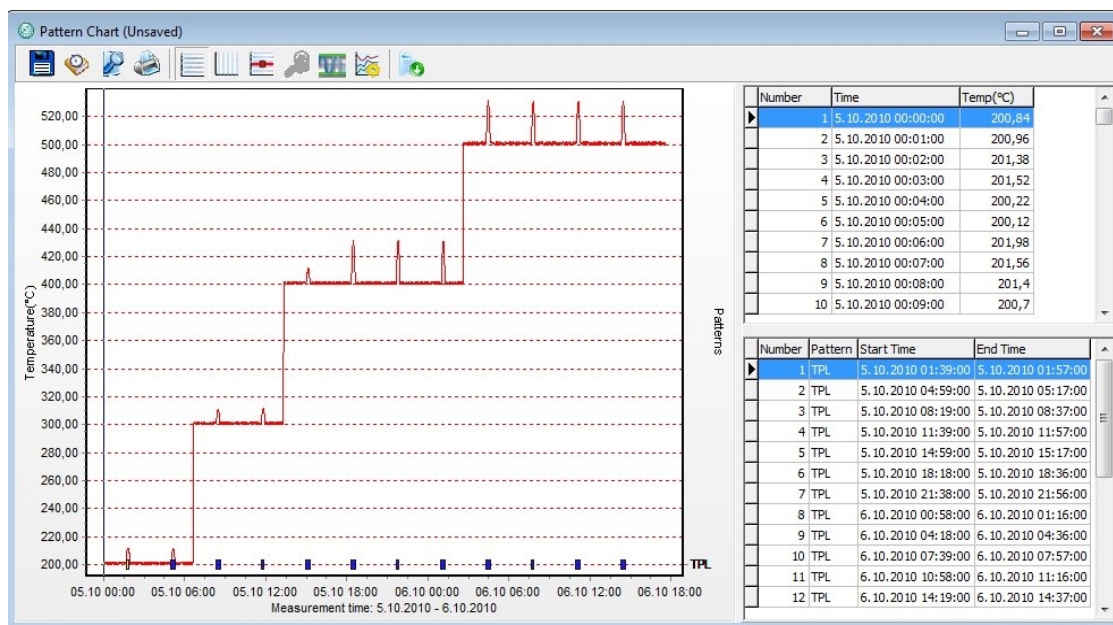 Pattern Chart (Unsaved)
520,00
500,00
480,00
460,00
440,00
420,00
400,00
380,00
360,00
340,00
320,00
300,00
280,00
260,00
240,00
220,00
200,00
Temperature(°C)
Patterns
TPL
05.10 00:00 05.10 06:00 05.10 12:00 05.10 18:00 06.10 00:00 06.10 06:00 06.10 12:00 06.10 18:00
Measurement time: 5.10.2010 - 6.10.2010
Number Time Temp(°C)
1 5.10.2010 00:00:00 200,84
2 5.10.2010 00:01:00 200,96
3 5.10.2010 00:02:00 201,38
4 5.10.2010 00:03:00 201,52
5 5.10.2010 00:04:00 200,22
6 5.10.2010 00:05:00 200,12
7 5.10.2010 00:06:00 201,98
8 5.10.2010 00:07:00 201,56
9 5.10.2010 00:08:00 201,4
10 5.10.2010 00:09:00 200,7
Number Pattern Start Time End Time
1 TPL 5.10.2010 01:39:00 5.10.2010 01:57:00
2 TPL 5.10.2010 04:59:00 5.10.2010 05:17:00
3 TPL 5.10.2010 08:19:00 5.10.2010 08:37:00
4 TPL 5.10.2010 11:39:00 5.10.2010 11:57:00
5 TPL 5.10.2010 14:59:00 5.10.2010 15:17:00
6 TPL 5.10.2010 18:18:00 5.10.2010 18:36:00
7 TPL 5.10.2010 21:38:00 5.10.2010 21:56:00
8 TPL 6.10.2010 00:58:00 6.10.2010 01:16:00
9 TPL 6.10.2010 04:18:00 6.10.2010 04:36:00
10 TPL 6.10.2010 07:39:00 6.10.2010 07:57:00
11 TPL 6.10.2010 10:58:00 6.10.2010 11:16:00
12 TPL 6.10.2010 14:19:00 6.10.2010 14:37:00